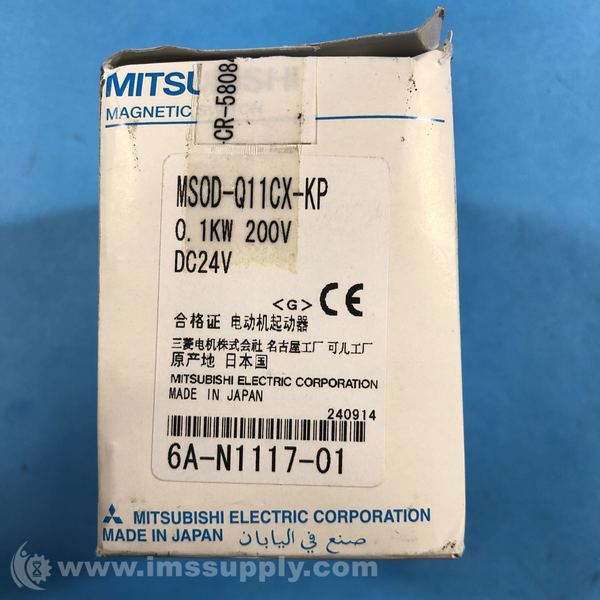 MITSUBISHI
MAGNETIC
CR-58084
MSOD-Q11CX-KP
0.1KW 200V
DC24V
<G> CE
合格证 电动机起动器
三菱电机株式会社 名古屋工厂 可儿工厂
原产地 日本国
MITSUBISHI ELECTRIC CORPORATION
MADE IN JAPAN
240914
6A-N1117-01
MITSUBISHI ELECTRIC CORPORATION
MADE IN JAPAN صنع في اليابان
www.imssupply.com